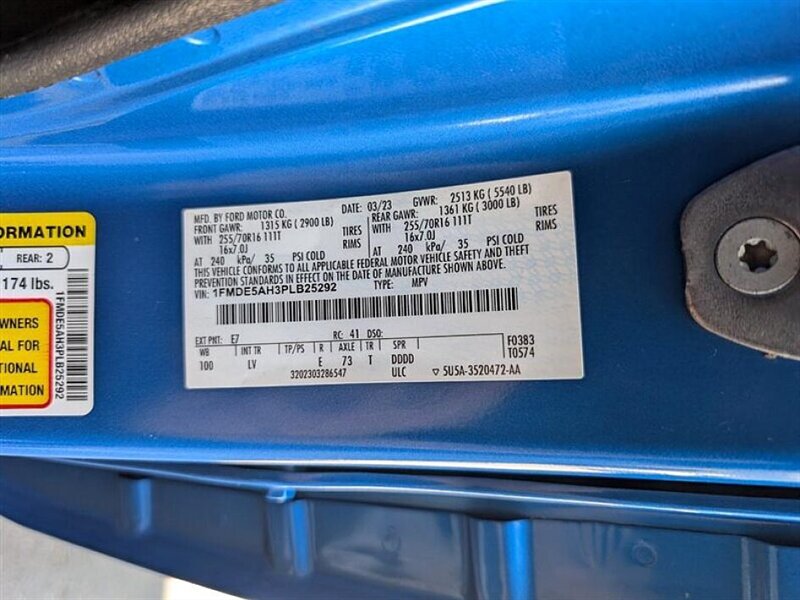 ORMATION
REAR: 2
174 lbs.
OWNERS
AL FOR
TIONAL
RMATION
1FMDE5AH3PLB25292
MFD. BY FORD MOTOR CO. DATE: 03/23 GVWR: 2513 KG ( 5540 LB)
FRONT GAWR: 1315 KG ( 2900 LB) REAR GAWR: 1361 KG ( 3000 LB)
WITH 255/70R16 111T TIRES WITH 255/70R16 111T TIRES
16x7.0J RIMS 16x7.0J RIMS
AT 240 kPa/ 35 PSI COLD AT 240 kPa/ 35 PSI COLD
THIS VEHICLE CONFORMS TO ALL APPLICABLE FEDERAL MOTOR VEHICLE SAFETY AND THEFT
PREVENTION STANDARDS IN EFFECT ON THE DATE OF MANUFACTURE SHOWN ABOVE.
VIN: 1FMDE5AH3PLB25292 TYPE: MPV
EXT PNT: E7 RC: 41 DSO: F0383
WB INT TR TP/PS R AXLE TR SPR T0574
100 LV E 73 T DDDD
3202303286547 ULC ▽ 5U5A-3520472-AA